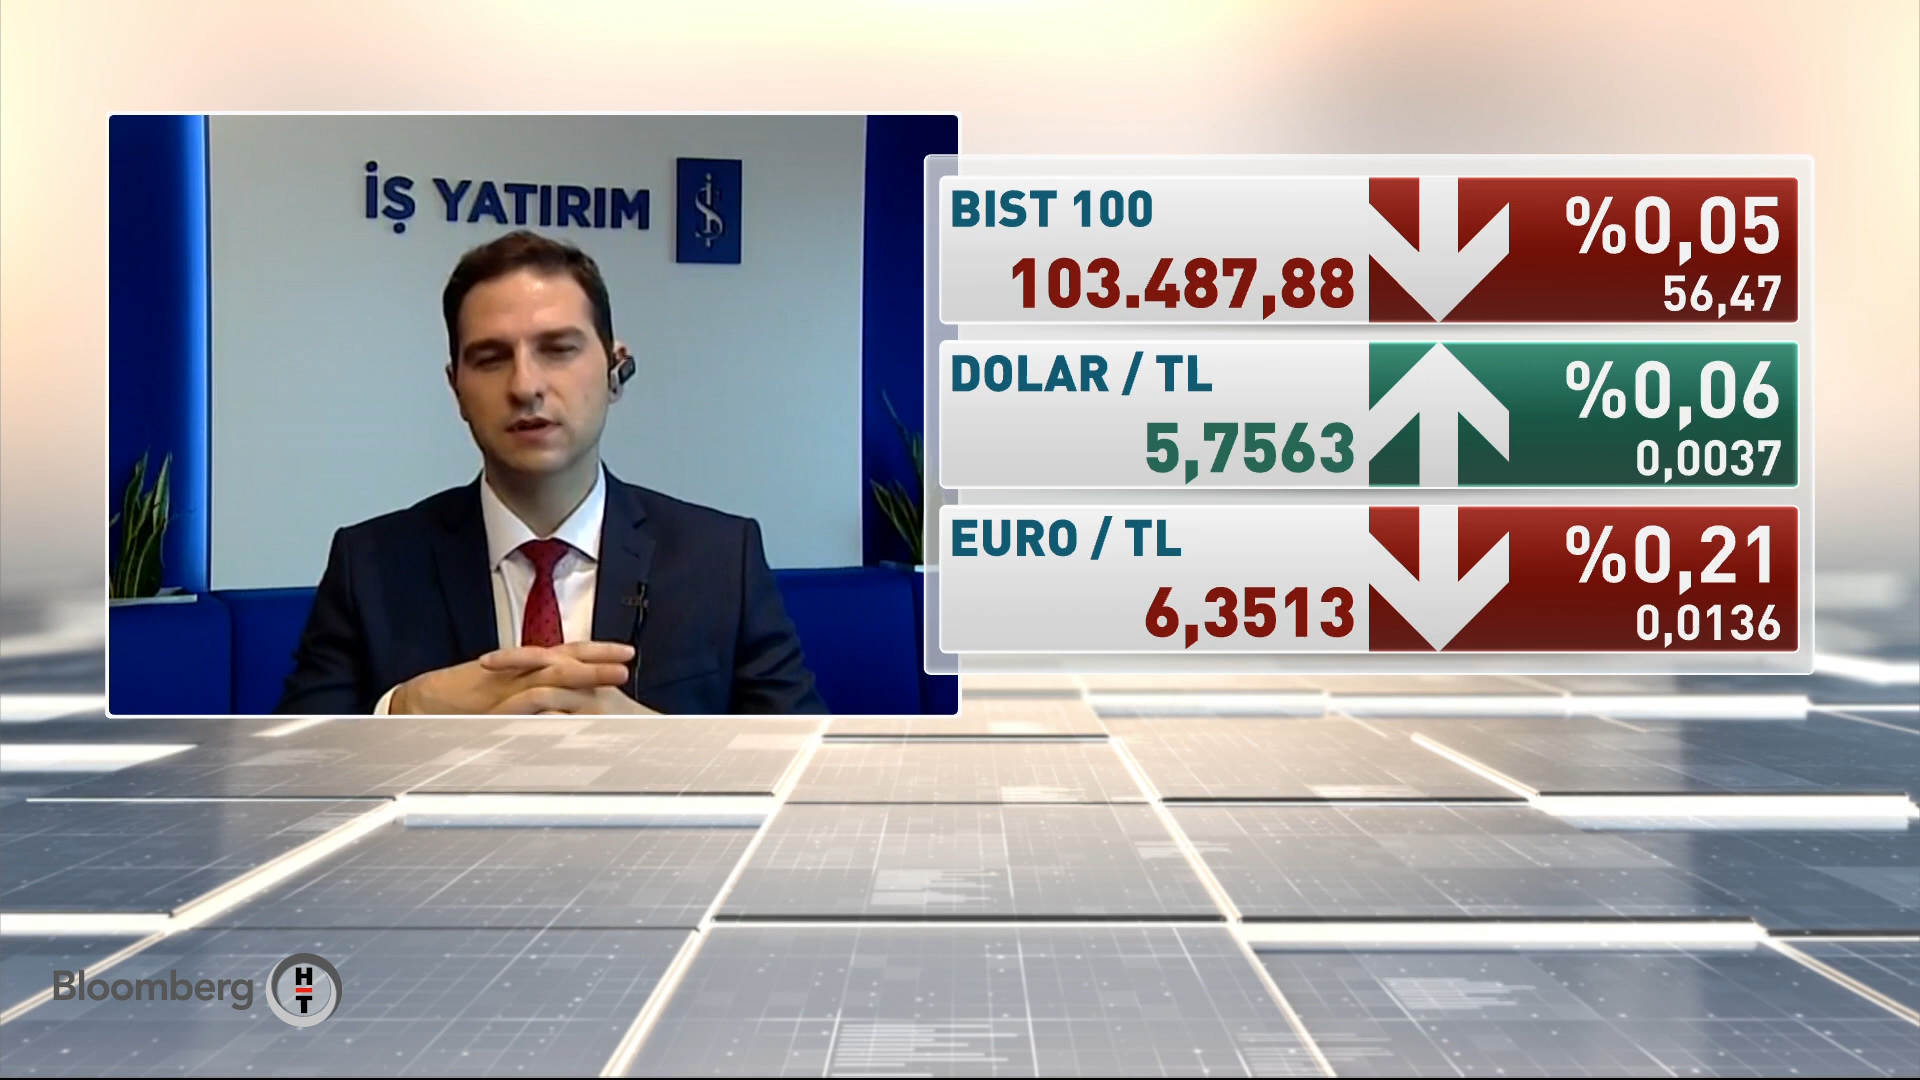 İŞ YATIRIM
BIST 100
103.487,88
%0,05
56,47
DOLAR / TL
5,7563
%0,06
0,0037
EURO / TL
6,3513
%0,21
0,0136
Bloomberg HT